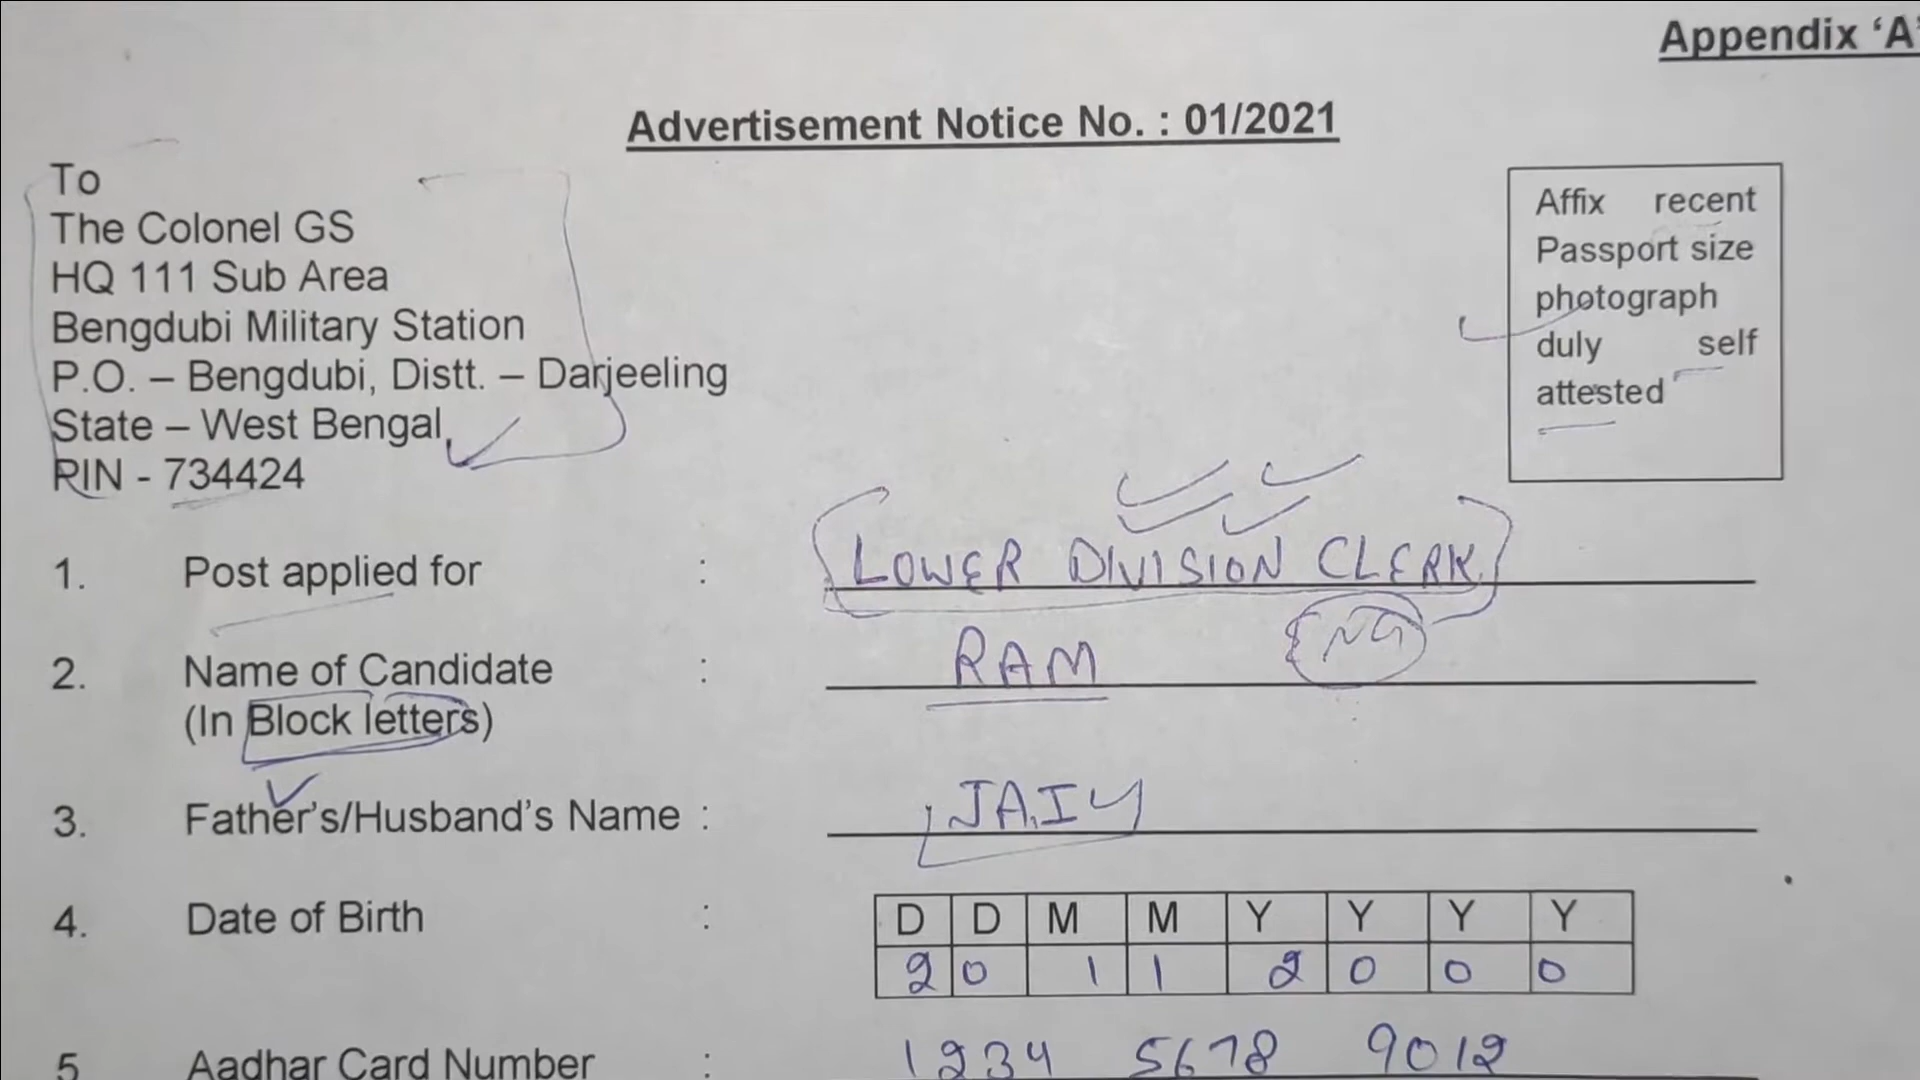 Appendix ‘A’
Advertisement Notice No. : 01/2021
To
The Colonel GS
HQ 111 Sub Area
Bengdubi Military Station
P.O. – Bengdubi, Distt. – Darjeeling
State – West Bengal
PIN - 734424
Affix recent
Passport size
photograph
duly self
attested
1. Post applied for : LOWER DIVISION CLERK
ENG
2. Name of Candidate : RAM
(In Block letters)
3. Father’s/Husband’s Name :
4. Date of Birth : D D M M Y Y Y Y
2 0 1 1 2 0 0 0
5 Aadhar Card Number : 1234 5678 9012